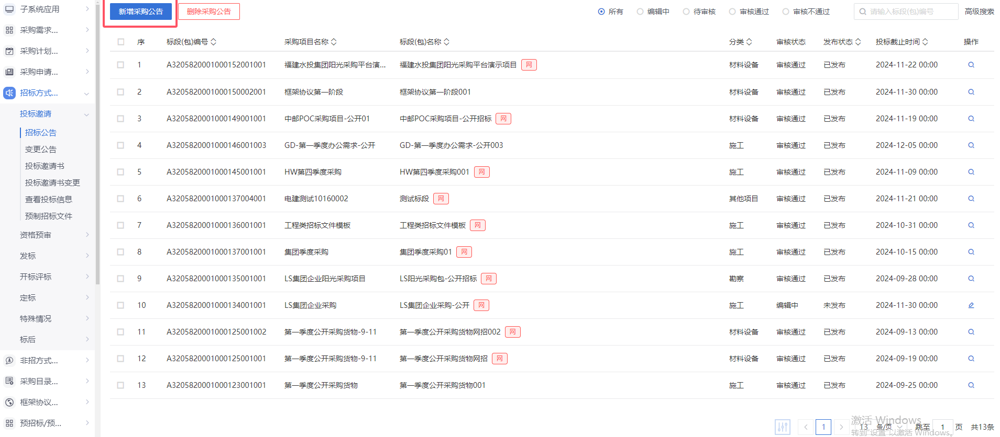 子系统应用
采购需求...
采购计划...
采购申请...
招标方式...
投标邀请
招标公告
变更公告
投标邀请书
投标邀请书变更
查看投标信息
预制招标文件
资格预审
发标
开标评标
定标
特殊情况
标后
非招方式...
采购目录...
框架协议...
预招标/预...
新增采购公告 删除采购公告 所有 编辑中 待审核 审核通过 审核不通过 请输入标段(包)编号 高级搜索
序 标段(包)编号 采购项目名称 标段(包)名称 分类 审核状态 发布状态 投标截止时间 操作
1 A3205820001000152001001 福建水投集团阳光采购平台演... 福建水投集团阳光采购平台演示项目 网 材料设备 审核通过 已发布 2024-11-22 00:00
2 A3205820001000150002001 框架协议第一阶段 框架协议第一阶段001 材料设备 审核通过 已发布 2024-11-30 00:00
3 A3205820001000149001001 中邮POC采购项目-公开01 中邮POC采购项目-公开招标 网 材料设备 审核通过 已发布 2024-11-19 00:00
4 A3205820001000146001003 GD-第一季度办公需求-公开 GD-第一季度办公需求-公开003 施工 审核通过 已发布 2024-12-05 00:00
5 A3205820001000145001001 HW第四季度采购 HW第四季度采购001 网 施工 审核通过 已发布 2024-11-09 00:00
6 A3205820001000137004001 电建测试10160002 测试标段 网 其他项目 审核通过 已发布 2024-11-21 00:00
7 A3205820001000136001001 工程类招标文件模板 工程类招标文件模板 网 施工 审核通过 已发布 2024-10-31 00:00
8 A3205820001000137001001 集团季度采购 集团季度采购01 网 施工 审核通过 已发布 2024-10-15 00:00
9 A3205820001000135001001 LS集团企业阳光采购项目 LS阳光采购包-公开招标 网 勘察 审核通过 已发布 2024-09-28 00:00
10 A3205820001000134001001 LS集团企业采购 LS集团企业采购-公开 网 施工 编辑中 未发布 2024-11-30 00:00
11 A3205820001000125001002 第一季度公开采购货物-9-11 第一季度公开采购货物网招002 网 材料设备 审核通过 已发布 2024-09-13 00:00
12 A3205820001000125001001 第一季度公开采购货物-9-11 第一季度公开采购货物网招 网 材料设备 审核通过 已发布 2024-09-19 00:00
13 A3205820001000123001001 第一季度公开采购货物 第一季度公开采购货物001 施工 审核通过 已发布 2024-09-25 00:00
1 13 条/页 跳至 1 页 共13条
激活 Windows
转到"设置"以激活 Windows。